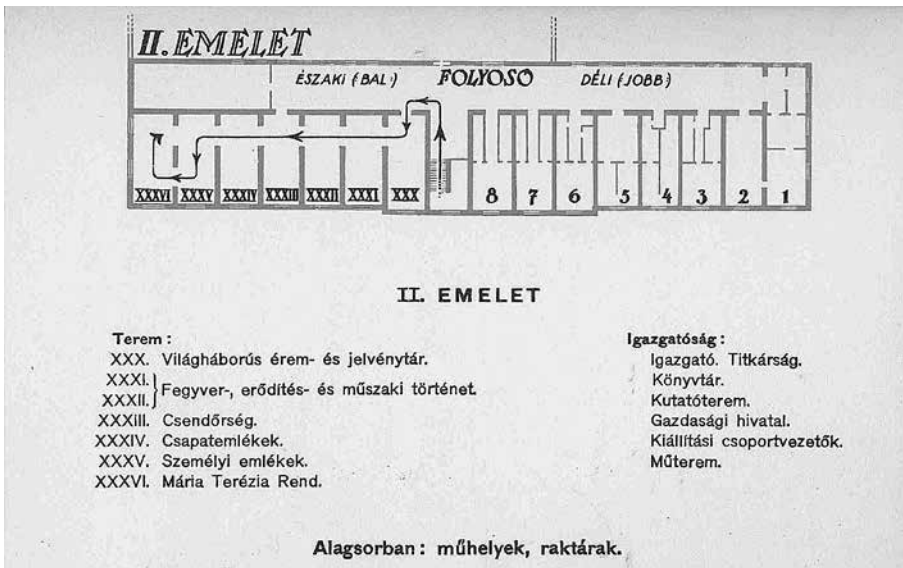 II. EMELET
ÉSZAKI (BAL) FOLYOSÓ DÉLI (JOBB)
XXXVI XXXV XXXIV XXXIII XXXII XXXI XXX 8 7 6 5 4 3 2 1
II. EMELET
Terem :
XXX. Világháborús érem- és jelvénytár.
XXXI.
XXXII. } Fegyver-, erődítés- és műszaki történet.
XXXIII. Csendőrség.
XXXIV. Csapatemlékek.
XXXV. Személyi emlékek.
XXXVI. Mária Terézia Rend.
Igazgatóság :
Igazgató. Titkárság.
Könyvtár.
Kutatóterem.
Gazdasági hivatal.
Kiállítási csoportvezetők.
Műterem.
Alagsorban : műhelyek, raktárak.